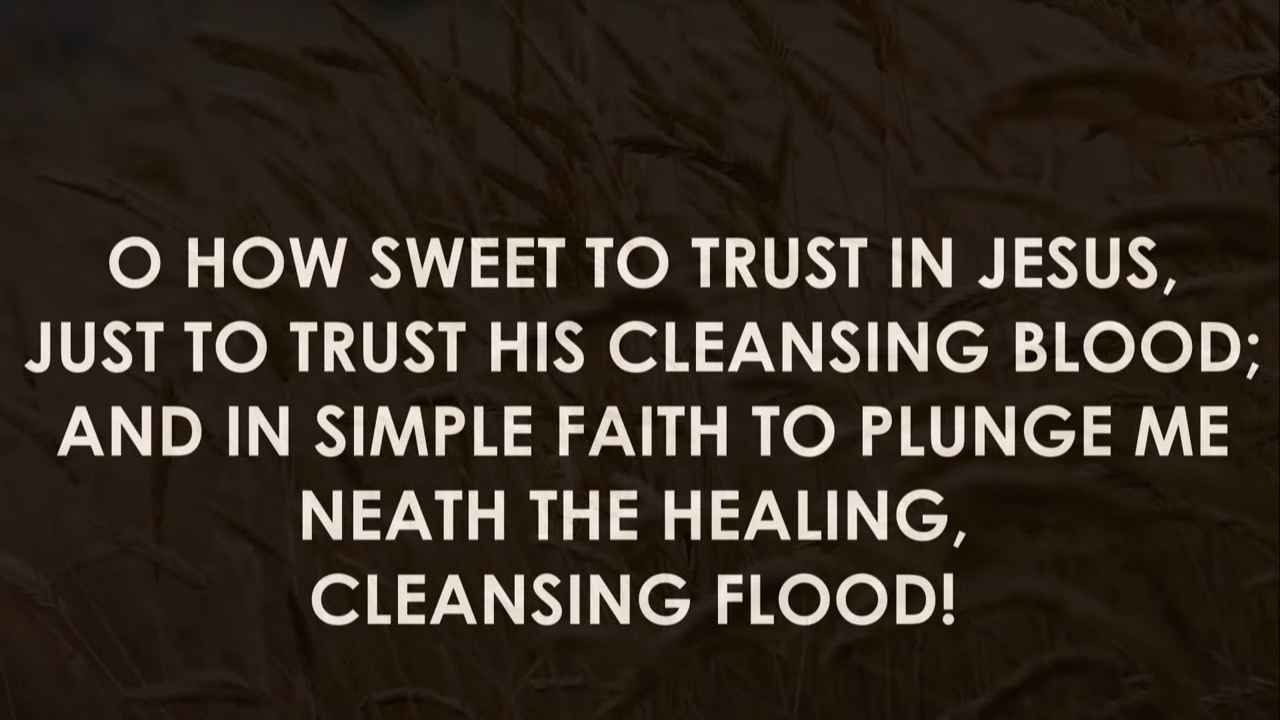 O HOW SWEET TO TRUST IN JESUS,
JUST TO TRUST HIS CLEANSING BLOOD;
AND IN SIMPLE FAITH TO PLUNGE ME
NEATH THE HEALING,
CLEANSING FLOOD!